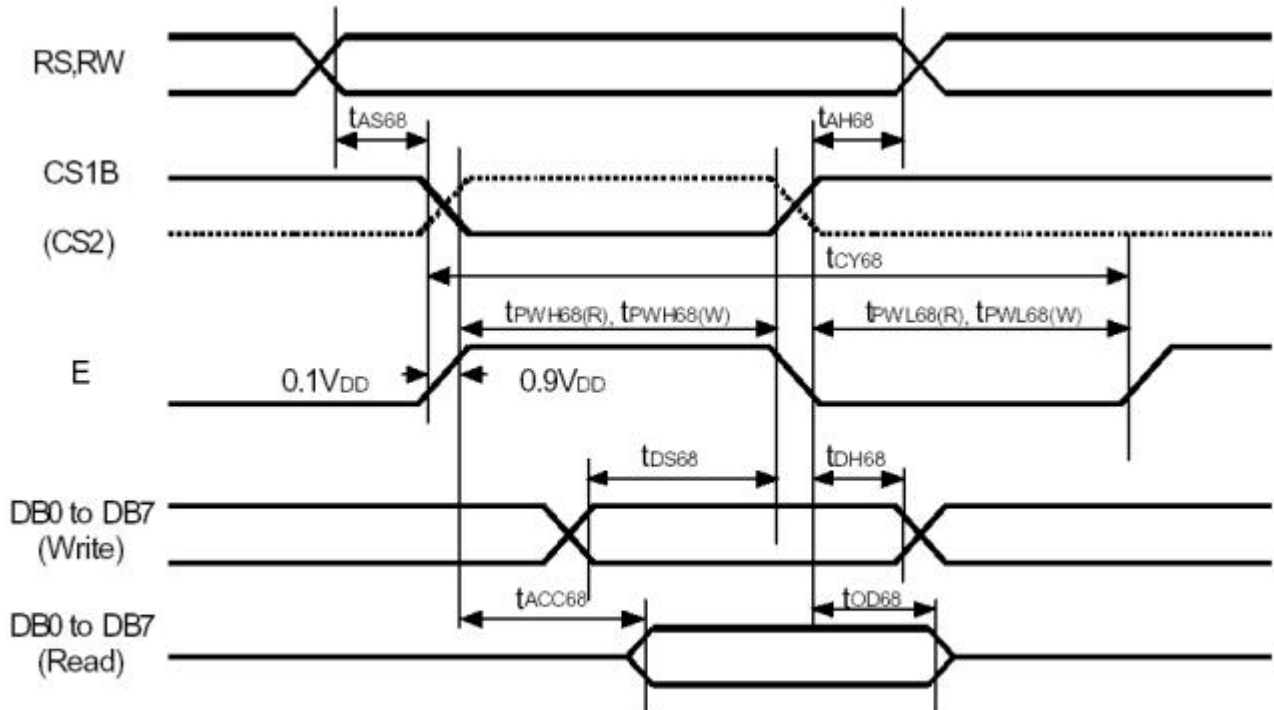 RS,RW
tAS68
tAH68
CS1B
(CS2)
tCY68
tPWH68(R), tPWH68(W)
tPWL68(R), tPWL68(W)
E
0.1VDD
0.9VDD
tDS68
tDH68
DB0 to DB7
(Write)
tACC68
tOD68
DB0 to DB7
(Read)